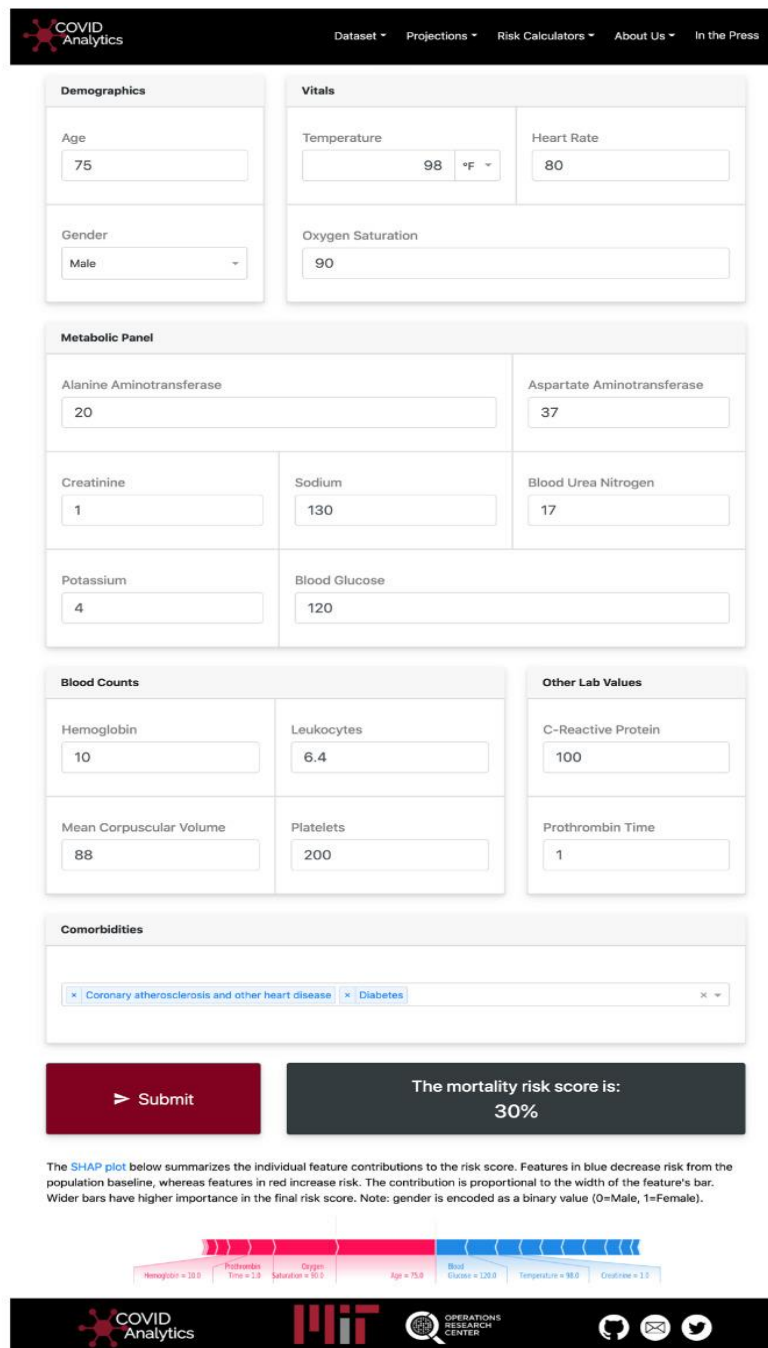 COVID
Analytics
Dataset Projections Risk Calculators About Us In the Press
Demographics
Vitals
Age
Temperature
Heart Rate
75
98 °F
80
Gender
Oxygen Saturation
Male
90
Metabolic Panel
Alanine Aminotransferase
Aspartate Aminotransferase
20
37
Creatinine
Sodium
Blood Urea Nitrogen
1
130
17
Potassium
Blood Glucose
4
120
Blood Counts
Other Lab Values
Hemoglobin
Leukocytes
C-Reactive Protein
10
6.4
100
Mean Corpuscular Volume
Platelets
Prothrombin Time
88
200
1
Comorbidities
× Coronary atherosclerosis and other heart disease × Diabetes ×
Submit
The mortality risk score is:
30%
The SHAP plot below summarizes the individual feature contributions to the risk score. Features in blue decrease risk from the
population baseline, whereas features in red increase risk. The contribution is proportional to the width of the feature's bar.
Wider bars have higher importance in the final risk score. Note: gender is encoded as a binary value (0=Male, 1=Female).
Hemoglobin = 10.0
Prothrombin
Time = 1.0
Oxygen
Saturation = 90.0
Age = 75.0
Blood
Glucose = 120.0
Temperature = 98.0
Creatinine = 1.0
COVID
Analytics
MIT
OPERATIONS
RESEARCH
CENTER